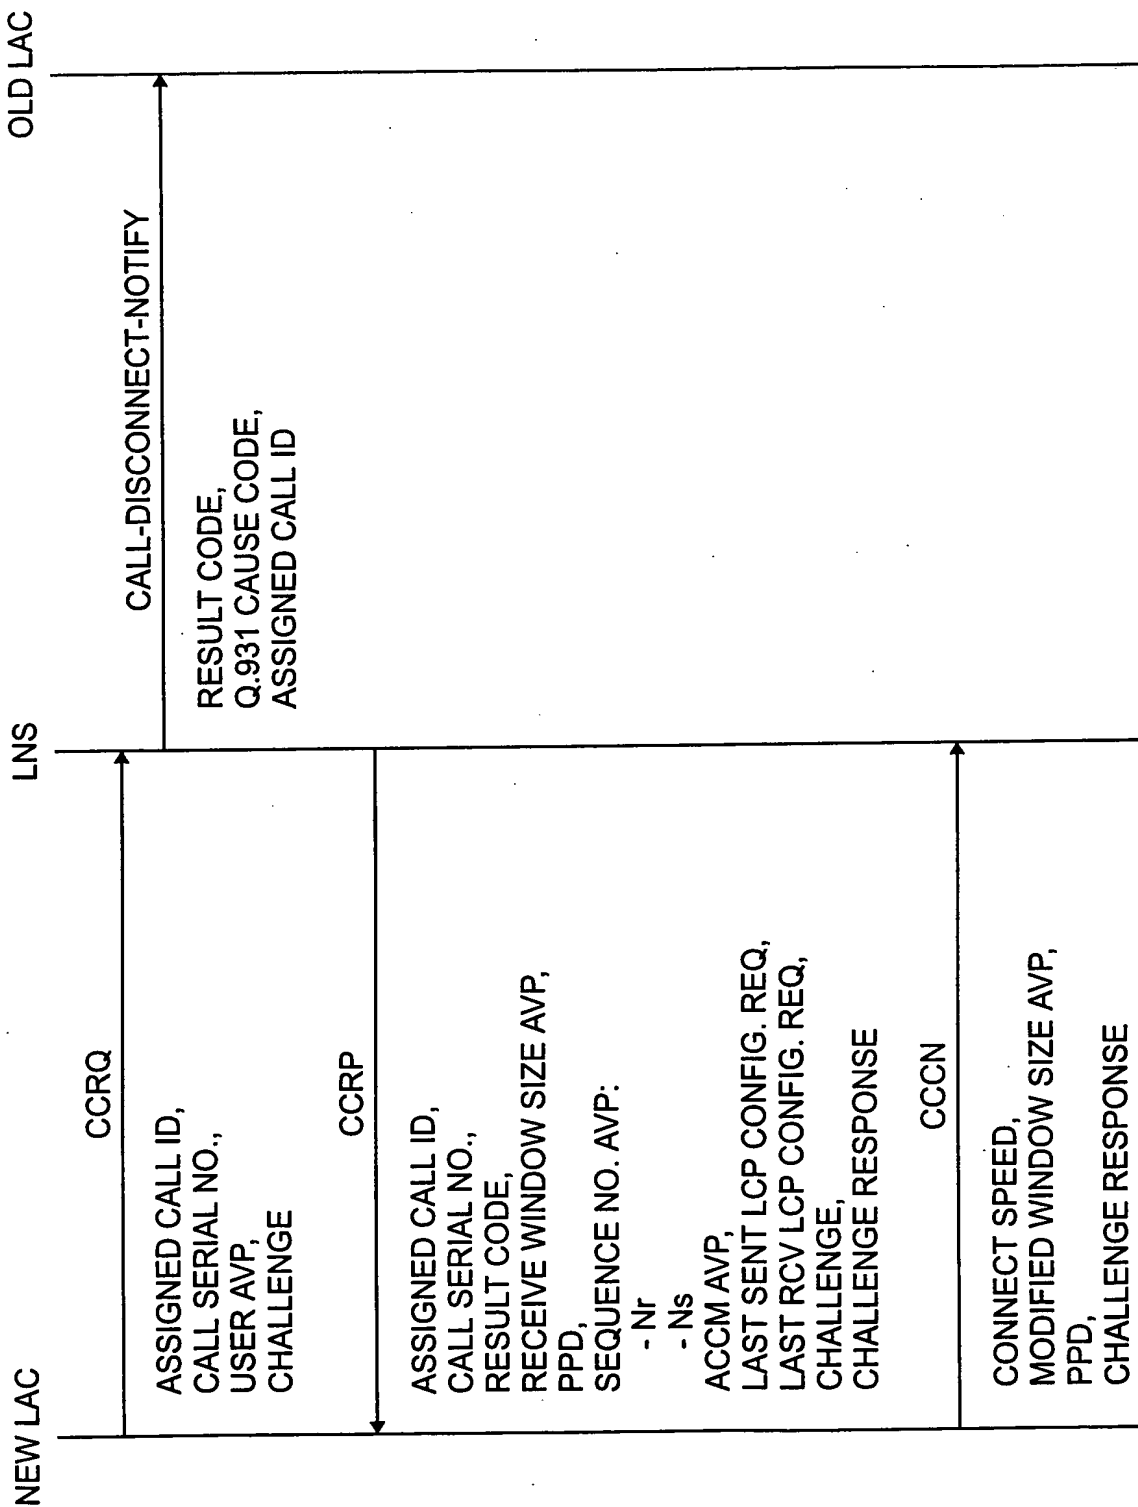 NEW LAC
LNS
OLD LAC
CCRQ
ASSIGNED CALL ID,
CALL SERIAL NO.,
USER AVP,
CHALLENGE
CALL-DISCONNECT-NOTIFY
RESULT CODE,
Q.931 CAUSE CODE,
ASSIGNED CALL ID
CCRP
ASSIGNED CALL ID,
CALL SERIAL NO.,
RESULT CODE,
RECEIVE WINDOW SIZE AVP,
PPD,
SEQUENCE NO. AVP:
- Nr
- Ns
ACCM AVP,
LAST SENT LCP CONFIG. REQ,
LAST RCV LCP CONFIG. REQ,
CHALLENGE,
CHALLENGE RESPONSE
CCCN
CONNECT SPEED,
MODIFIED WINDOW SIZE AVP,
PPD,
CHALLENGE RESPONSE